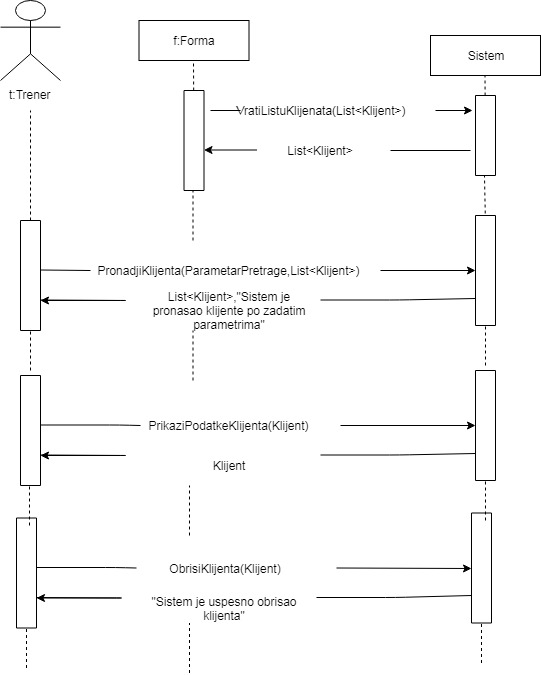 f:Forma
Sistem
t:Trener
VratiListuKlijenata(List<Klijent>)
List<Klijent>
PronadjiKlijenta(ParametarPretrage,List<Klijent>)
List<Klijent>,"Sistem je
pronasao klijente po zadatim
parametrima"
PrikaziPodatkeKlijenta(Klijent)
Klijent
ObrisiKlijenta(Klijent)
"Sistem je uspesno obrisao
klijenta"